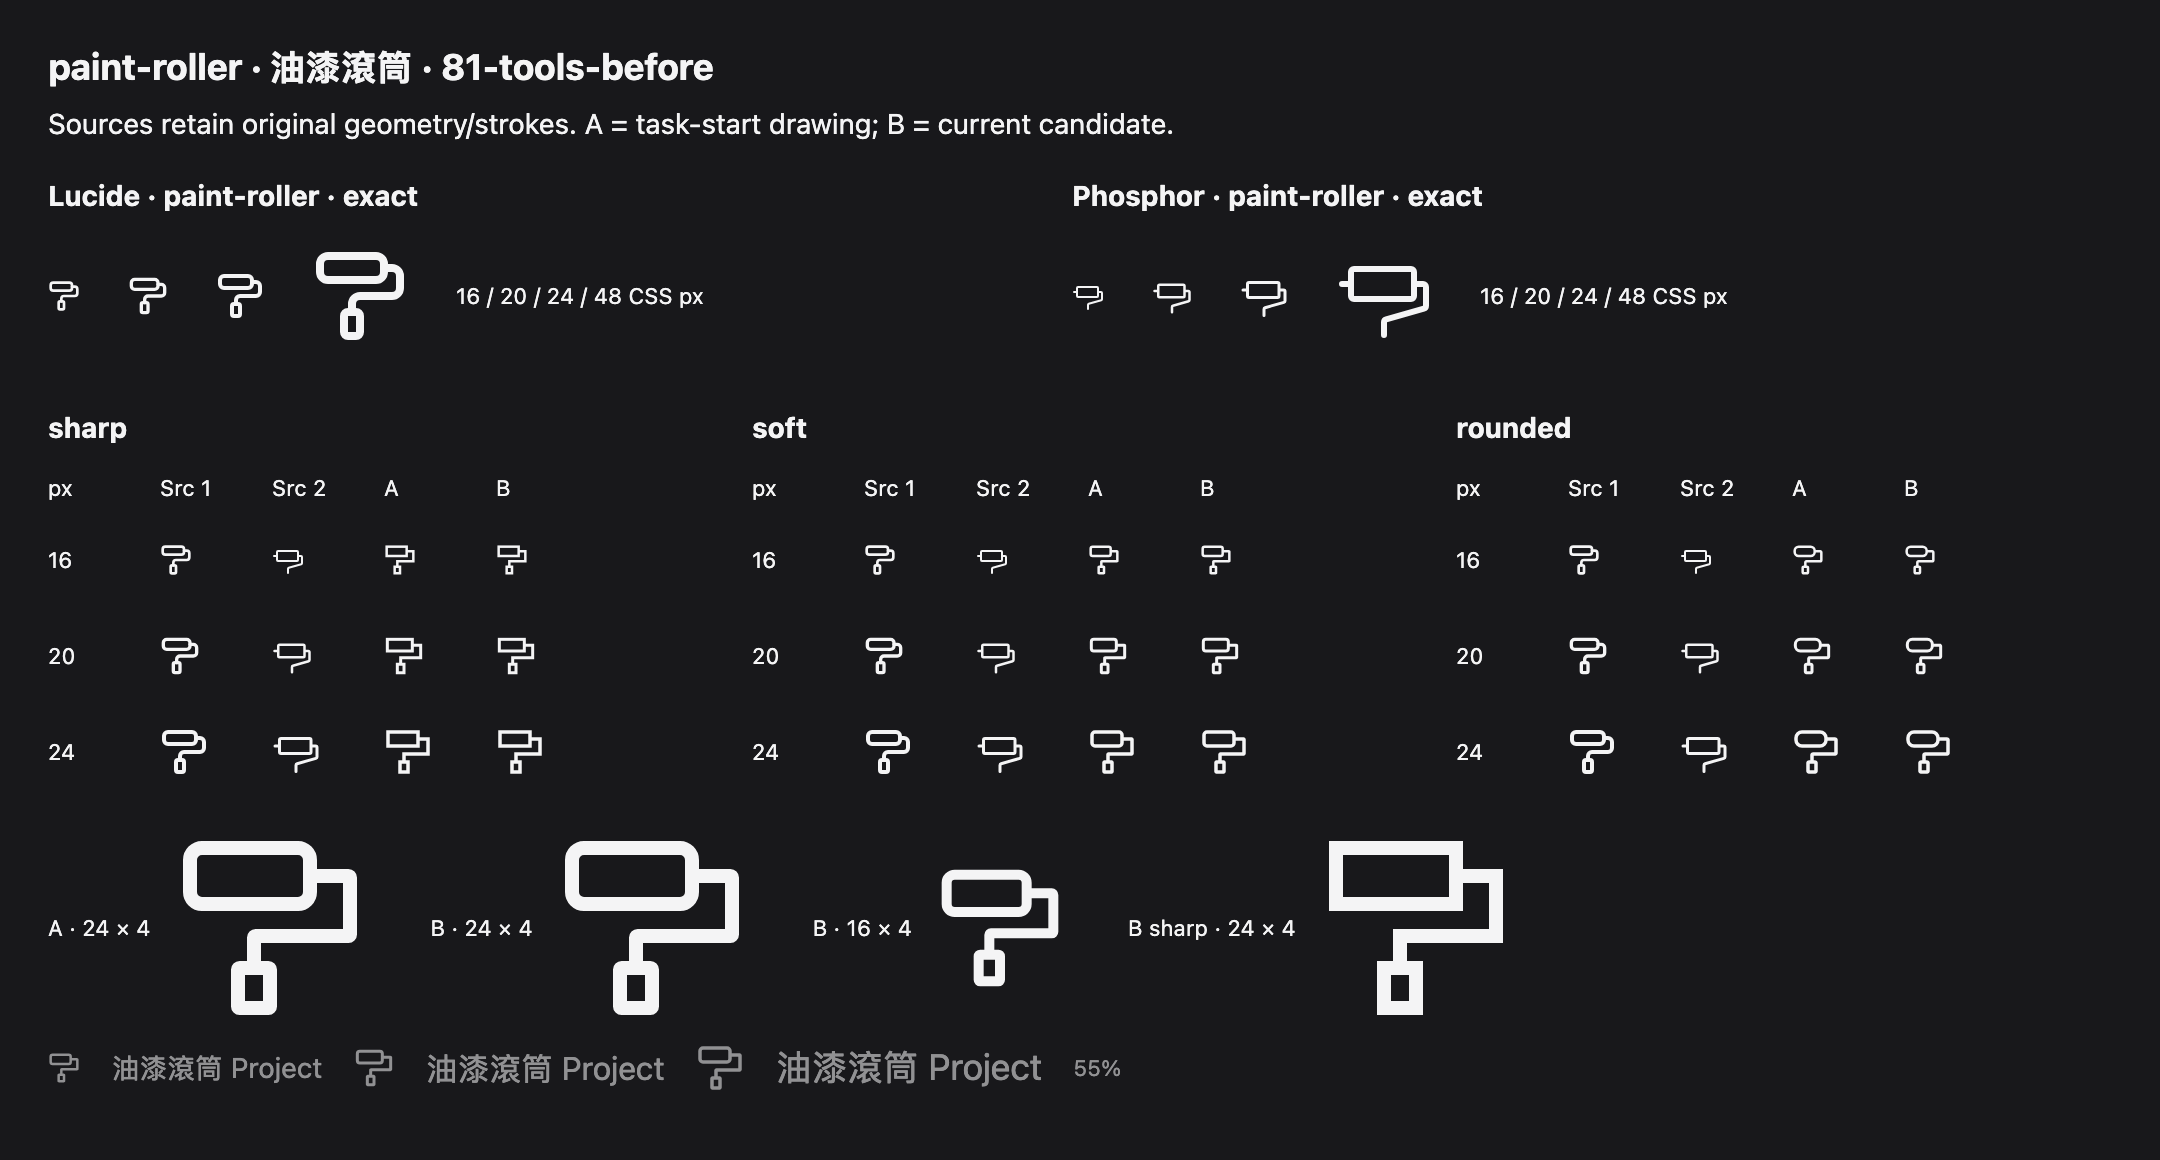 paint-roller · 油漆滾筒 · 81-tools-before
Sources retain original geometry/strokes. A = task-start drawing; B = current candidate.
Lucide · paint-roller · exact
16 / 20 / 24 / 48 CSS px
Phosphor · paint-roller · exact
16 / 20 / 24 / 48 CSS px
sharp
px Src 1 Src 2 A B
16
20
24
soft
px Src 1 Src 2 A B
16
20
24
rounded
px Src 1 Src 2 A B
16
20
24
A · 24 × 4
B · 24 × 4
B · 16 × 4
B sharp · 24 × 4
油漆滾筒 Project
油漆滾筒 Project
油漆滾筒 Project
55%